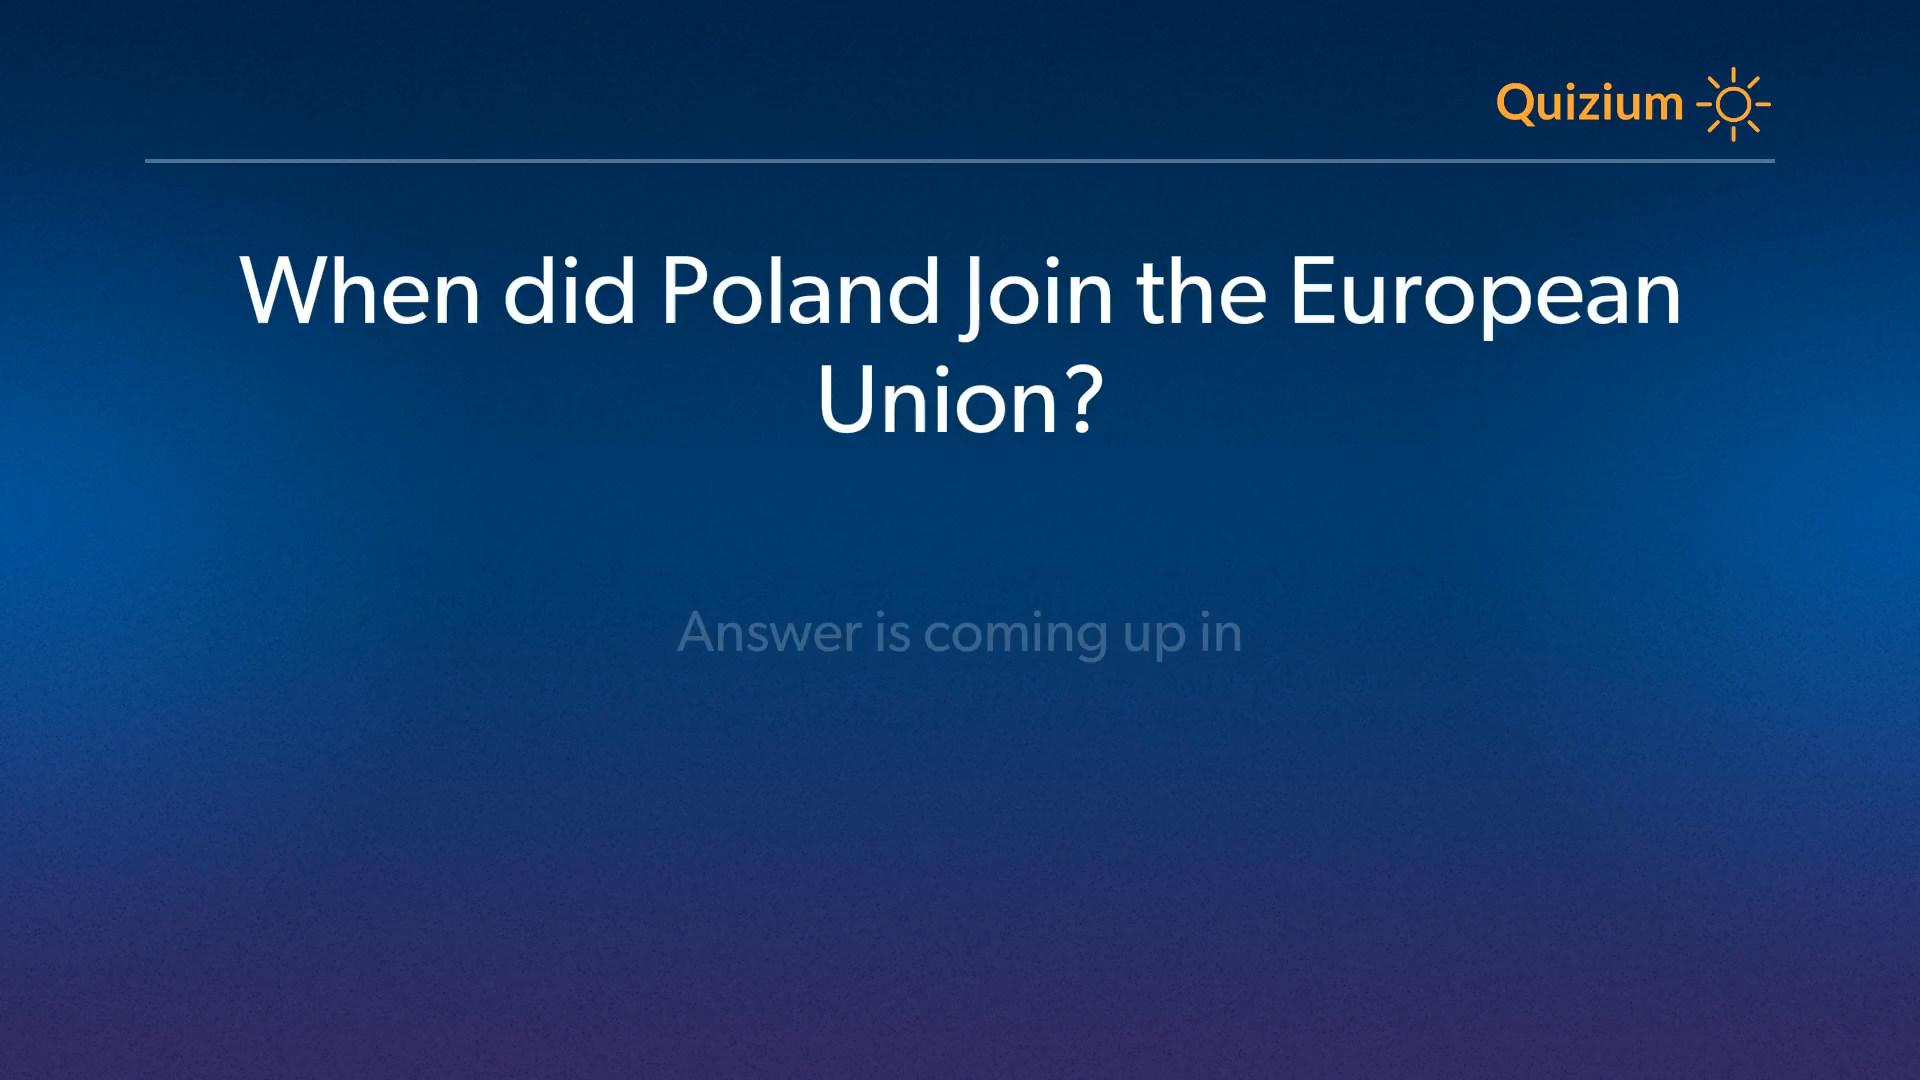 Quizium
When did Poland Join the European
Union?
Answer is coming up in